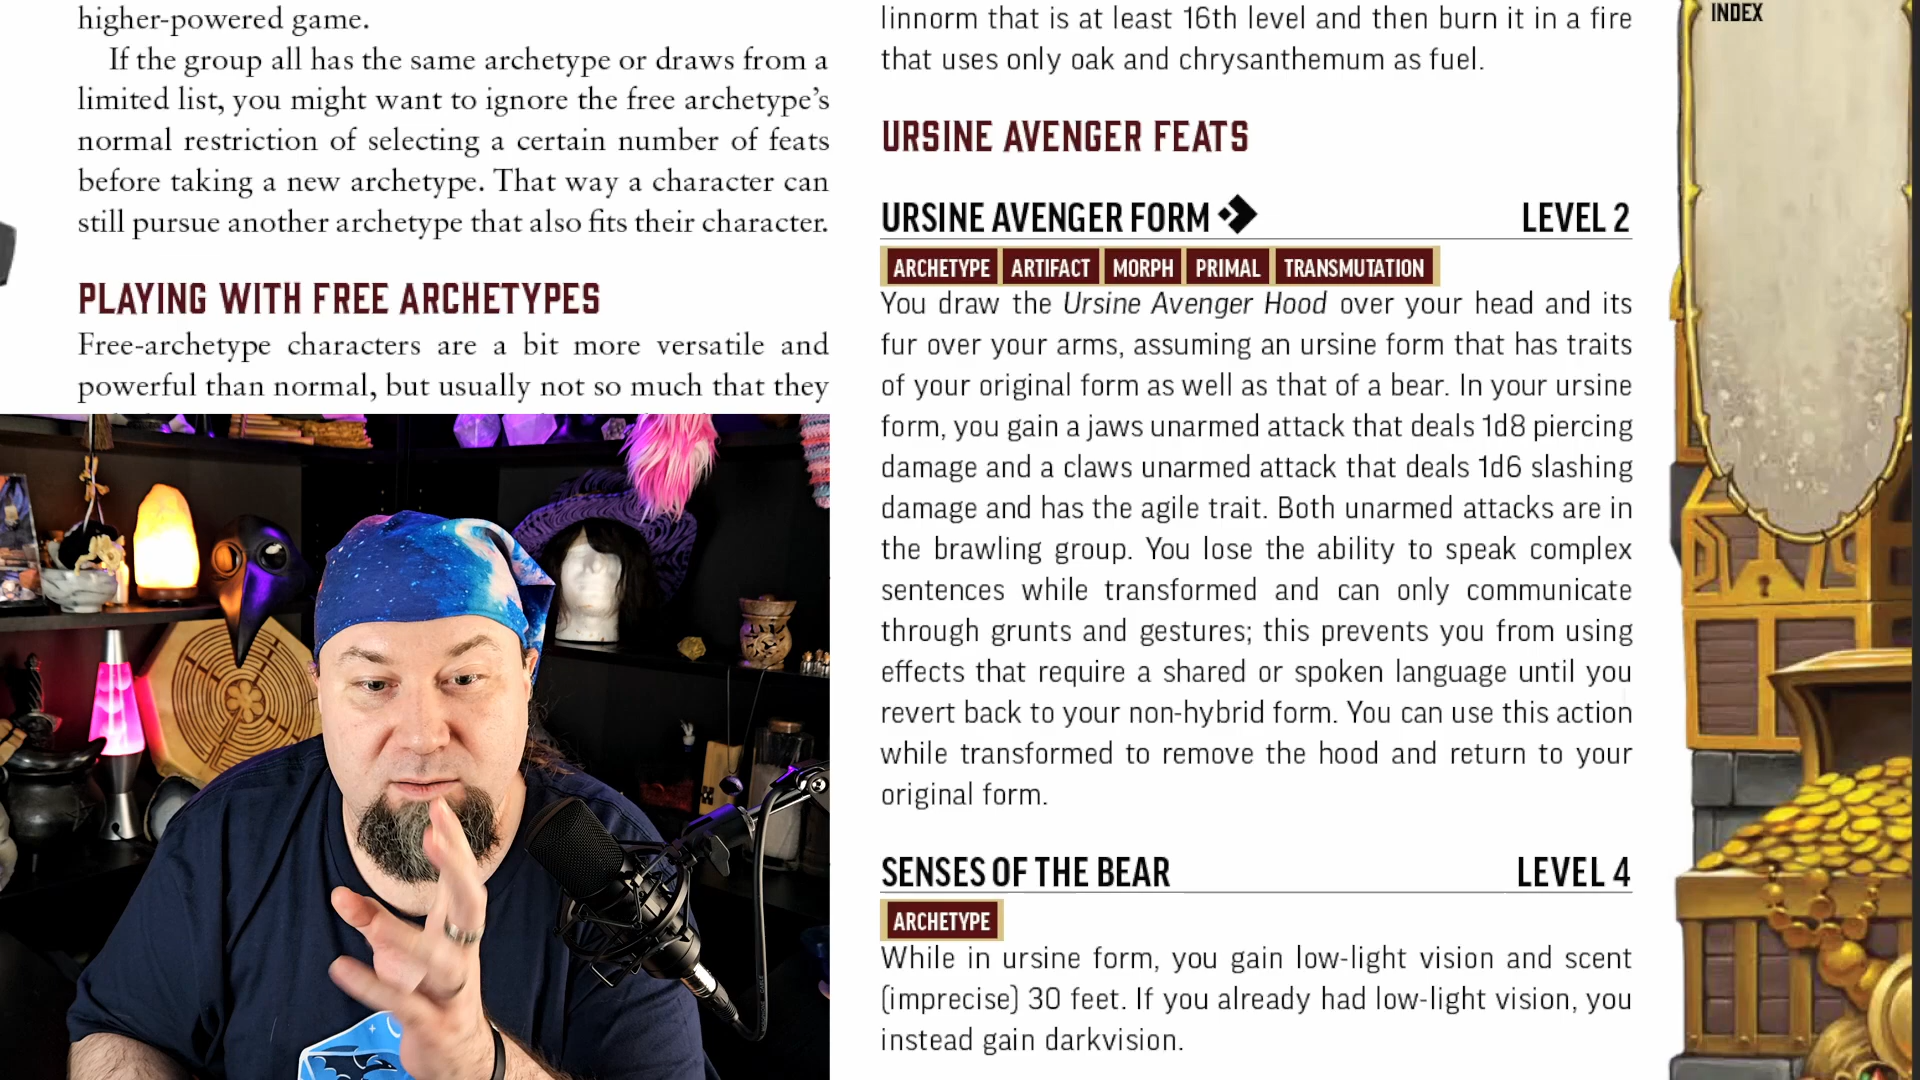 higher-powered game.
If the group all has the same archetype or draws from a
limited list, you might want to ignore the free archetype’s
normal restriction of selecting a certain number of feats
before taking a new archetype. That way a character can
still pursue another archetype that also fits their character.
PLAYING WITH FREE ARCHETYPES
Free-archetype characters are a bit more versatile and
powerful than normal, but usually not so much that they
linnorm that is at least 16th level and then burn it in a fire
that uses only oak and chrysanthemum as fuel.
URSINE AVENGER FEATS
URSINE AVENGER FORM LEVEL 2
ARCHETYPE ARTIFACT MORPH PRIMAL TRANSMUTATION
You draw the Ursine Avenger Hood over your head and its
fur over your arms, assuming an ursine form that has traits
of your original form as well as that of a bear. In your ursine
form, you gain a jaws unarmed attack that deals 1d8 piercing
damage and a claws unarmed attack that deals 1d6 slashing
damage and has the agile trait. Both unarmed attacks are in
the brawling group. You lose the ability to speak complex
sentences while transformed and can only communicate
through grunts and gestures; this prevents you from using
effects that require a shared or spoken language until you
revert back to your non-hybrid form. You can use this action
while transformed to remove the hood and return to your
original form.
SENSES OF THE BEAR LEVEL 4
ARCHETYPE
While in ursine form, you gain low-light vision and scent
(imprecise) 30 feet. If you already had low-light vision, you
instead gain darkvision.
INDEX